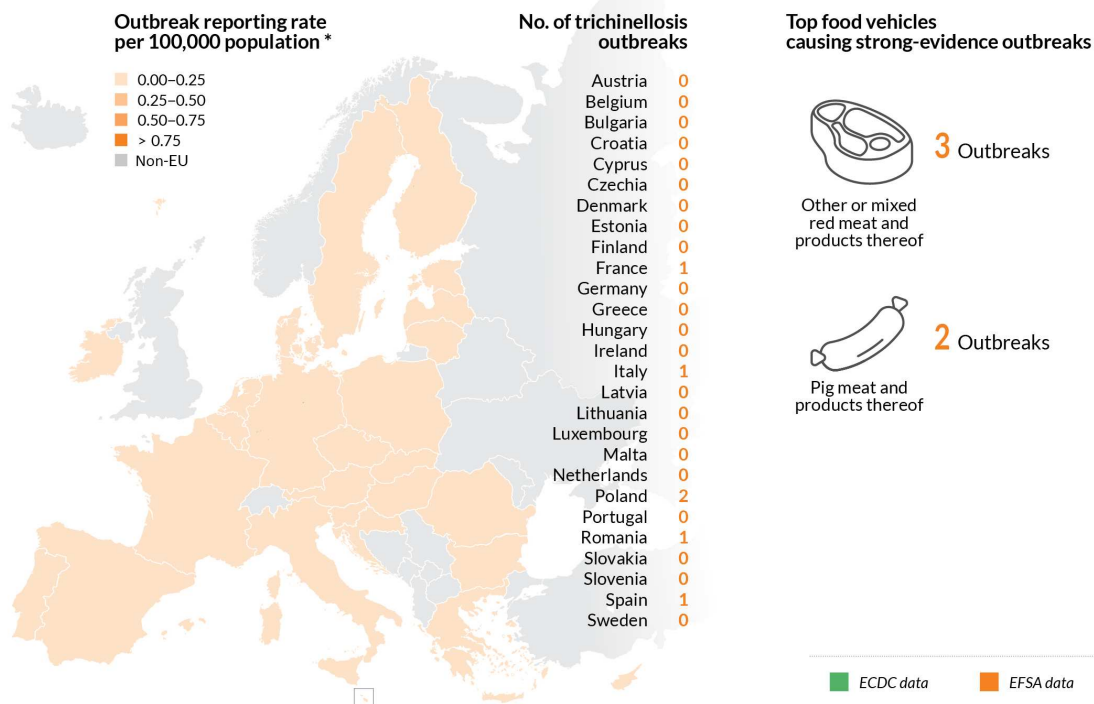 Outbreak reporting rate
per 100,000 population *
0.00–0.25
0.25–0.50
0.50–0.75
> 0.75
Non-EU
No. of trichinellosis
outbreaks
Austria 0
Belgium 0
Bulgaria 0
Croatia 0
Cyprus 0
Czechia 0
Denmark 0
Estonia 0
Finland 0
France 1
Germany 0
Greece 0
Hungary 0
Ireland 0
Italy 1
Latvia 0
Lithuania 0
Luxembourg 0
Malta 0
Netherlands 0
Poland 2
Portugal 0
Romania 1
Slovakia 0
Slovenia 0
Spain 1
Sweden 0
Top food vehicles
causing strong-evidence outbreaks
3 Outbreaks
Other or mixed
red meat and
products thereof
2 Outbreaks
Pig meat and
products thereof
ECDC data
EFSA data